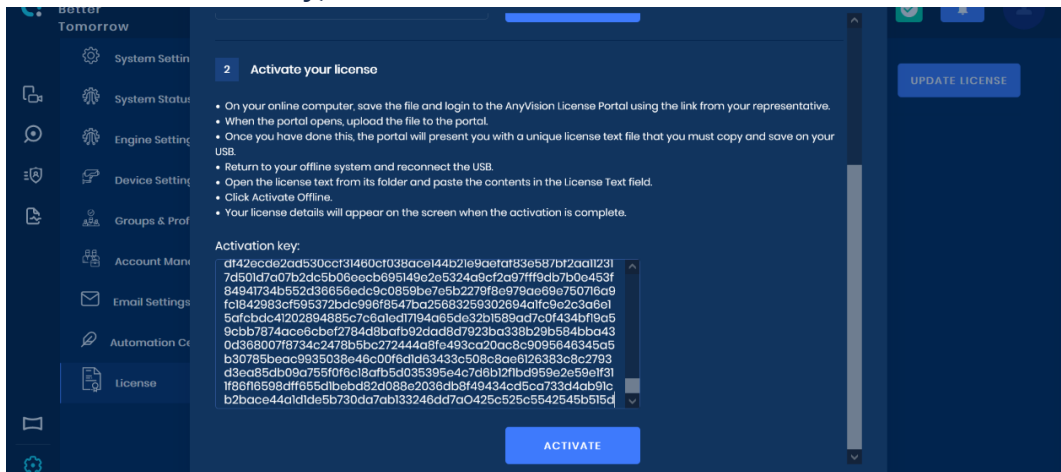 Better
Tomorrow
System Settin
System Status
Engine Setting
Device Setting
Groups & Prof
Account Mana
Email Settings
Automation Ce
License
UPDATE LICENSE
2 Activate your license
• On your online computer, save the file and login to the AnyVision License Portal using the link from your representative.
• When the portal opens, upload the file to the portal.
• Once you have done this, the portal will present you with a unique license text file that you must copy and save on your
USB.
• Return to your offline system and reconnect the USB.
• Open the license text from its folder and paste the contents in the License Text field.
• Click Activate Offline.
• Your license details will appear on the screen when the activation is complete.
Activation key:
df42ecde2ad530ccf31460cf038ace144b21e9aefaf83e587bf2aa11231
7d501d7a07b2dc5b06eecb695149e2e5324a9cf2a97fff9db7b0e453f
84941734b552d36656edc9c0859be7e5b2279f8e979ae69e750716a9
fc1842983cf595372bdc996f8547ba25683259302694a1fc9e2c3a6e1
5afcbdc41202894885c7c6a1ed17194a65de32b1589ad7c0f434bf19a5
9cbb7874ace6cbef2784d8bafb92dad8d7923ba338b29b584bba43
0d368007f8734c2478b5bc272444a8fe493ca20ac8c9095646345a5
b30785beac9935038e46c00f6d1d63433c508c8ae6126383c8c2793
d3ea85db09a755f0f6c18afb5d035395e4c7d6b12f1bd959e2e59e1f31
1f86f16598dff655d1bebd82d088e2036db8f49434cd5ca733d4ab91c
b2bace44a1d1de5b730da7ab133246dd7a0425c525c5542545b515d
ACTIVATE